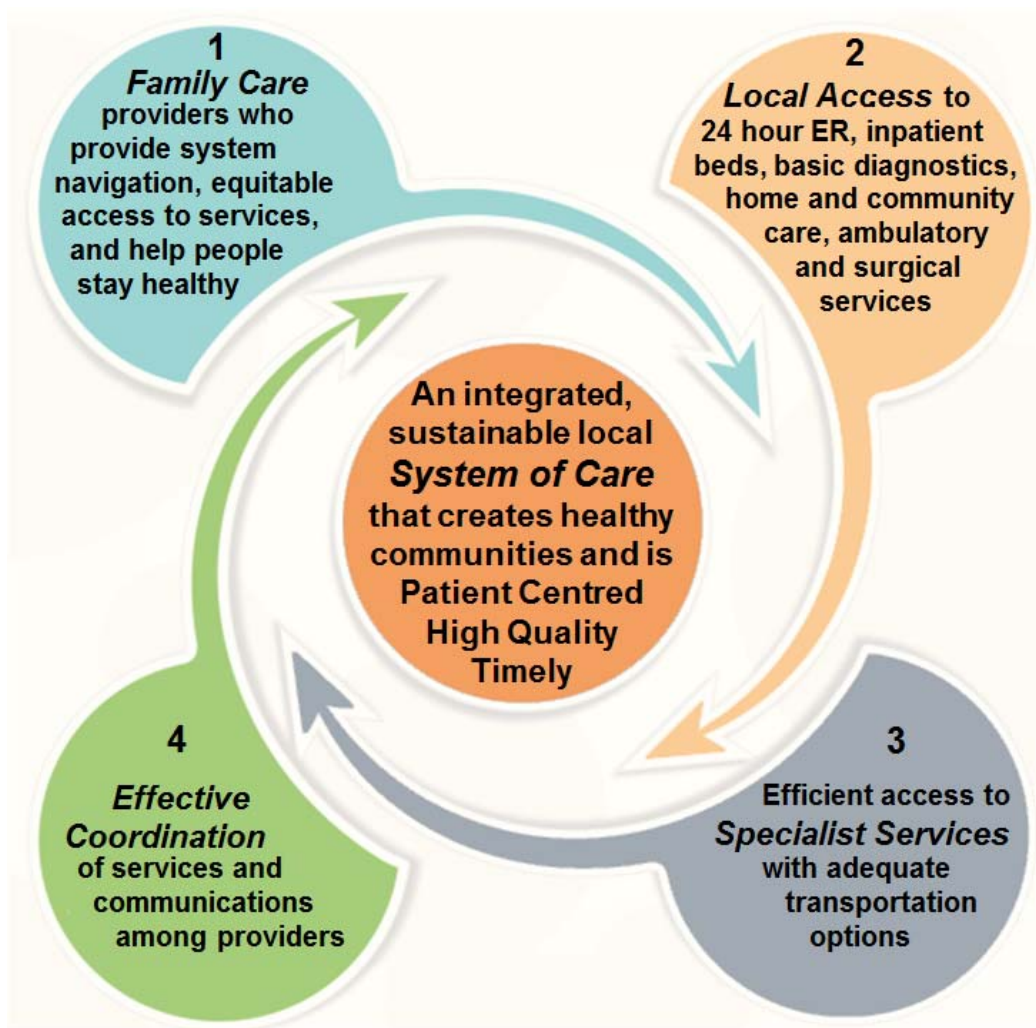 1
Family Care
providers who
provide system
navigation, equitable
access to services,
and help people
stay healthy
2
Local Access to
24 hour ER, inpatient
beds, basic diagnostics,
home and community
care, ambulatory
and surgical
services
An integrated,
sustainable local
System of Care
that creates healthy
communities and is
Patient Centred
High Quality
Timely
3
Efficient access to
Specialist Services
with adequate
transportation
options
4
Effective
Coordination
of services and
communications
among providers